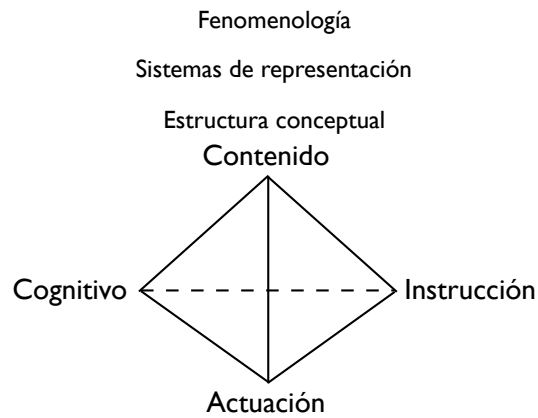 Fenomenología
Sistemas de representación
Estructura conceptual
Contenido
Cognitivo
Instrucción
Actuación